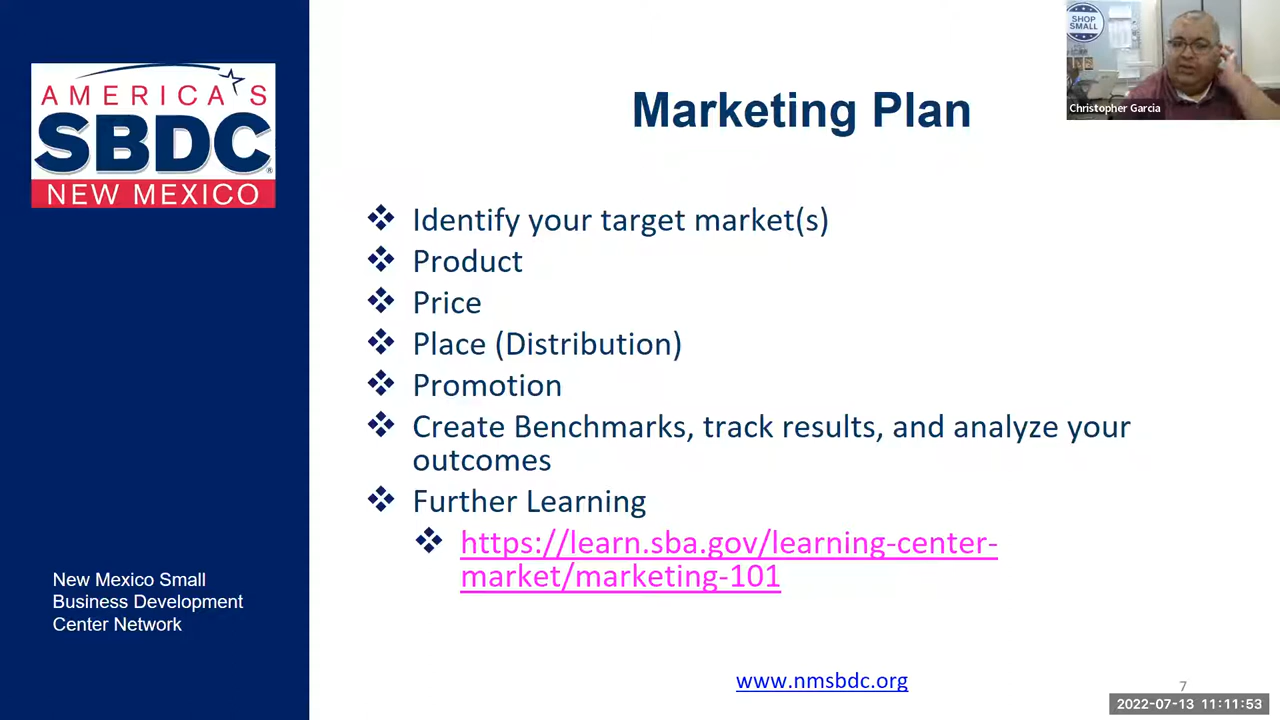 AMERICA'S
SBDC
NEW MEXICO
New Mexico Small
Business Development
Center Network
Marketing Plan
Identify your target market(s)
Product
Price
Place (Distribution)
Promotion
Create Benchmarks, track results, and analyze your
outcomes
Further Learning
https://learn.sba.gov/learning-center-
market/marketing-101
www.nmsbdc.org
7
2022-07-13 11:11:53
SHOP
SMALL
Christopher Garcia